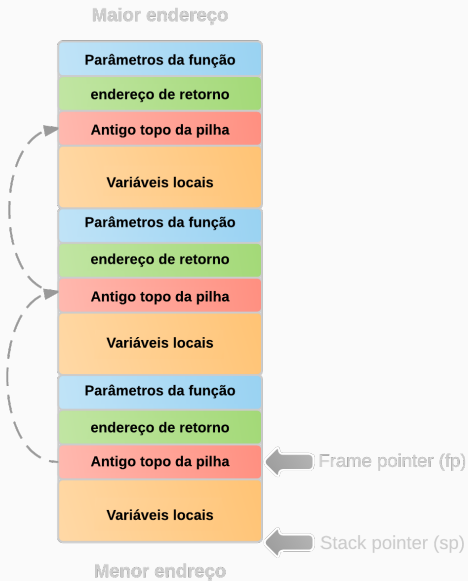 Maior endereço
Parâmetros da função
endereço de retorno
Antigo topo da pilha
Variáveis locais
Parâmetros da função
endereço de retorno
Antigo topo da pilha
Variáveis locais
Parâmetros da função
endereço de retorno
Antigo topo da pilha
Frame pointer (fp)
Variáveis locais
Stack pointer (sp)
Menor endreço